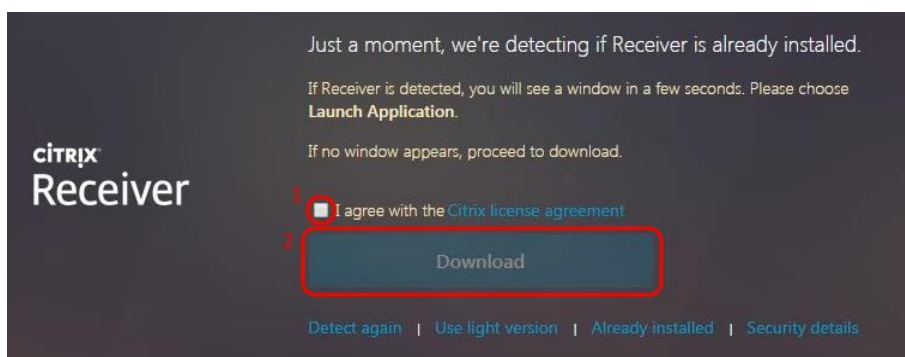 Just a moment, we're detecting if Receiver is already installed.
If Receiver is detected, you will see a window in a few seconds. Please choose
Launch Application.
If no window appears, proceed to download.
CİTRIX
Receiver
1
I agree with the Citrix license agreement
2
Download
Detect again | Use light version | Already installed | Security details